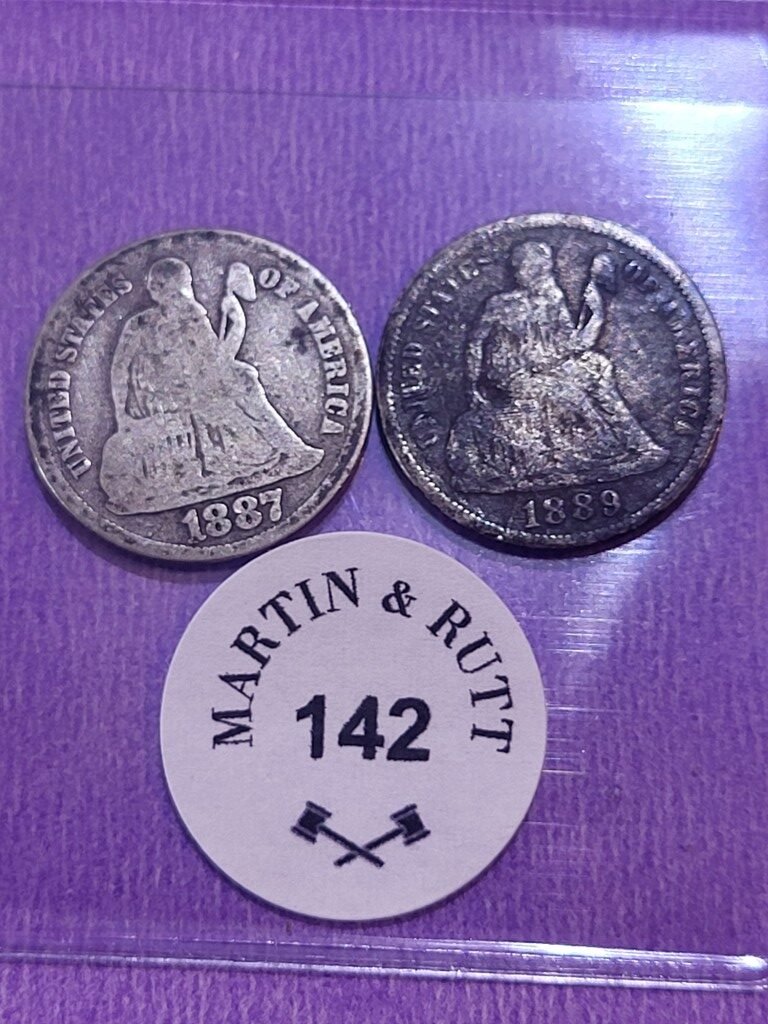 UNITED STATES OF AMERICA
1887
UNITED STATES OF AMERICA
1889
MARTIN & RUTT
142